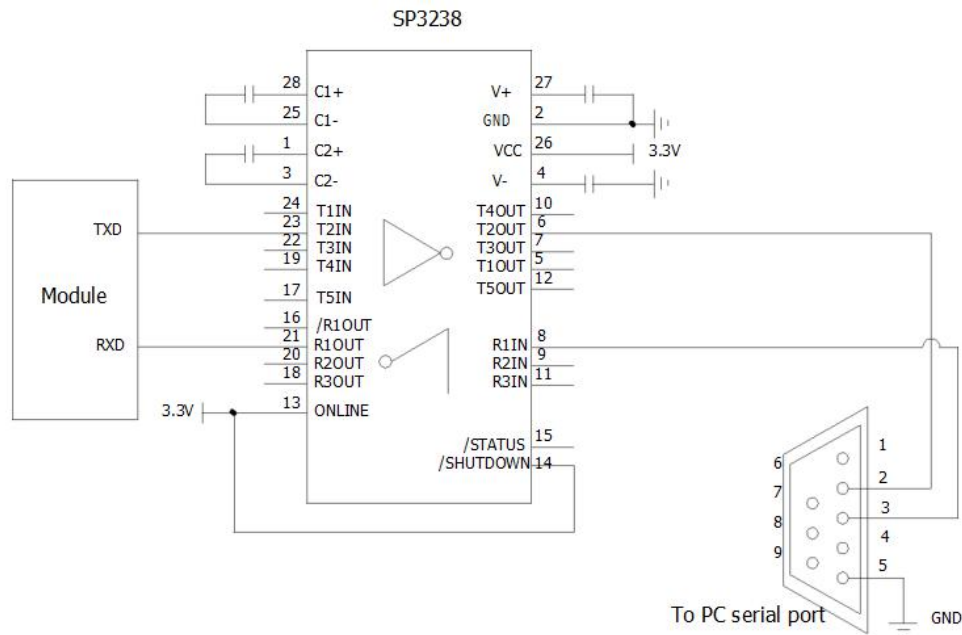 SP3238
28 C1+ V+ 27
25 C1- GND 2
1 C2+ VCC 26 3.3V
3 C2- V- 4
24 T1IN T4OUT 10
TXD 23 T2IN T2OUT 6
22 T3IN T3OUT 7
19 T4IN T1OUT 5
17 T5IN T5OUT 12
Module
16 /R1OUT
RXD 21 R1OUT R1IN 8
20 R2OUT R2IN 9
18 R3OUT R3IN 11
3.3V 13 ONLINE
/STATUS 15
/SHUTDOWN 14
1
6
2
7
3
8
4
9
5
To PC serial port
GND